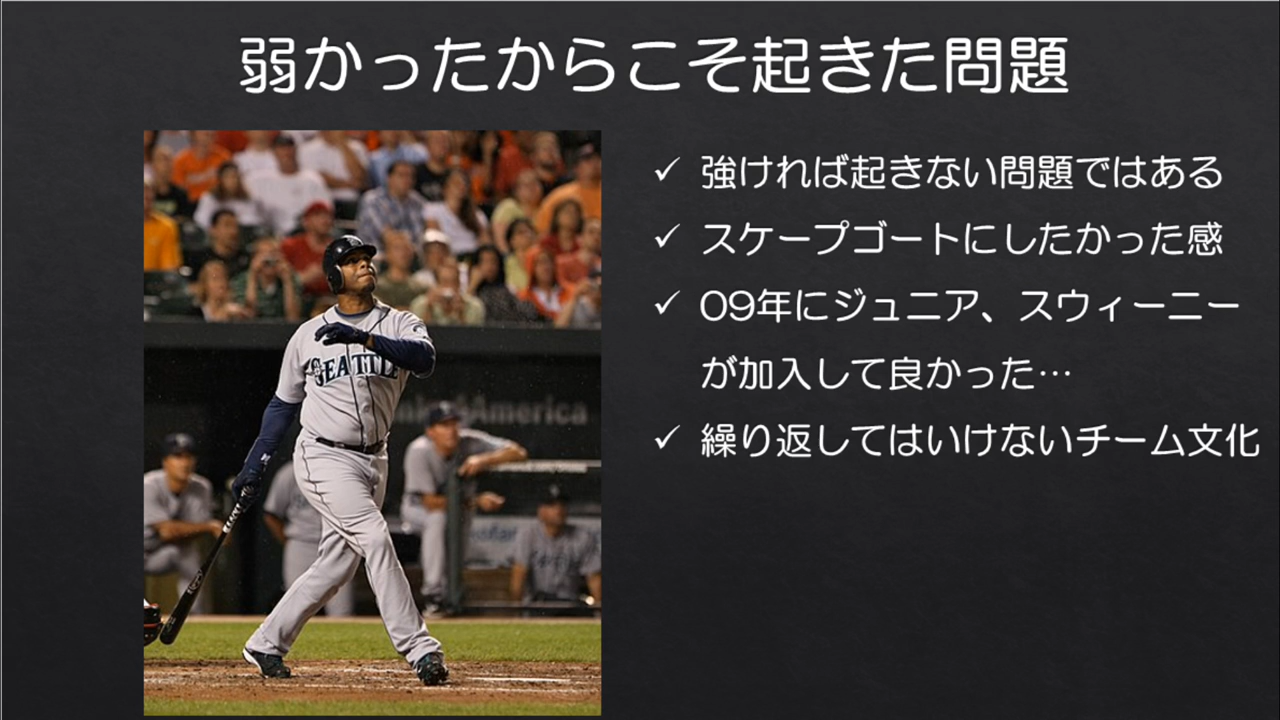 弱かったからこそ起きた問題
✓ 強ければ起きない問題ではある
✓ スケープゴートにしたかった感
✓ 09年にジュニア、スウィーニー
が加入して良かった…
✓ 繰り返してはいけないチーム文化
SEATTLE
America